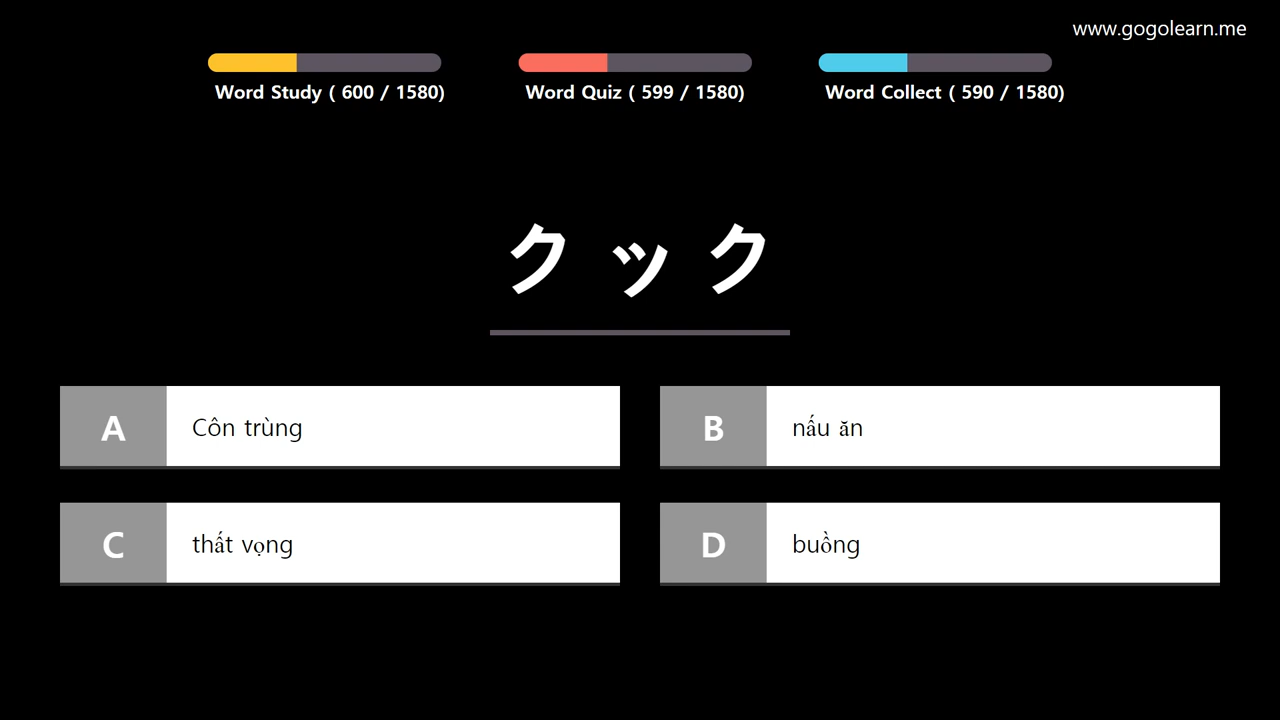 www.gogolearn.me
Word Study ( 600 / 1580)
Word Quiz ( 599 / 1580)
Word Collect ( 590 / 1580)
クック
A Côn trùng
B nấu ăn
C thất vọng
D buồng